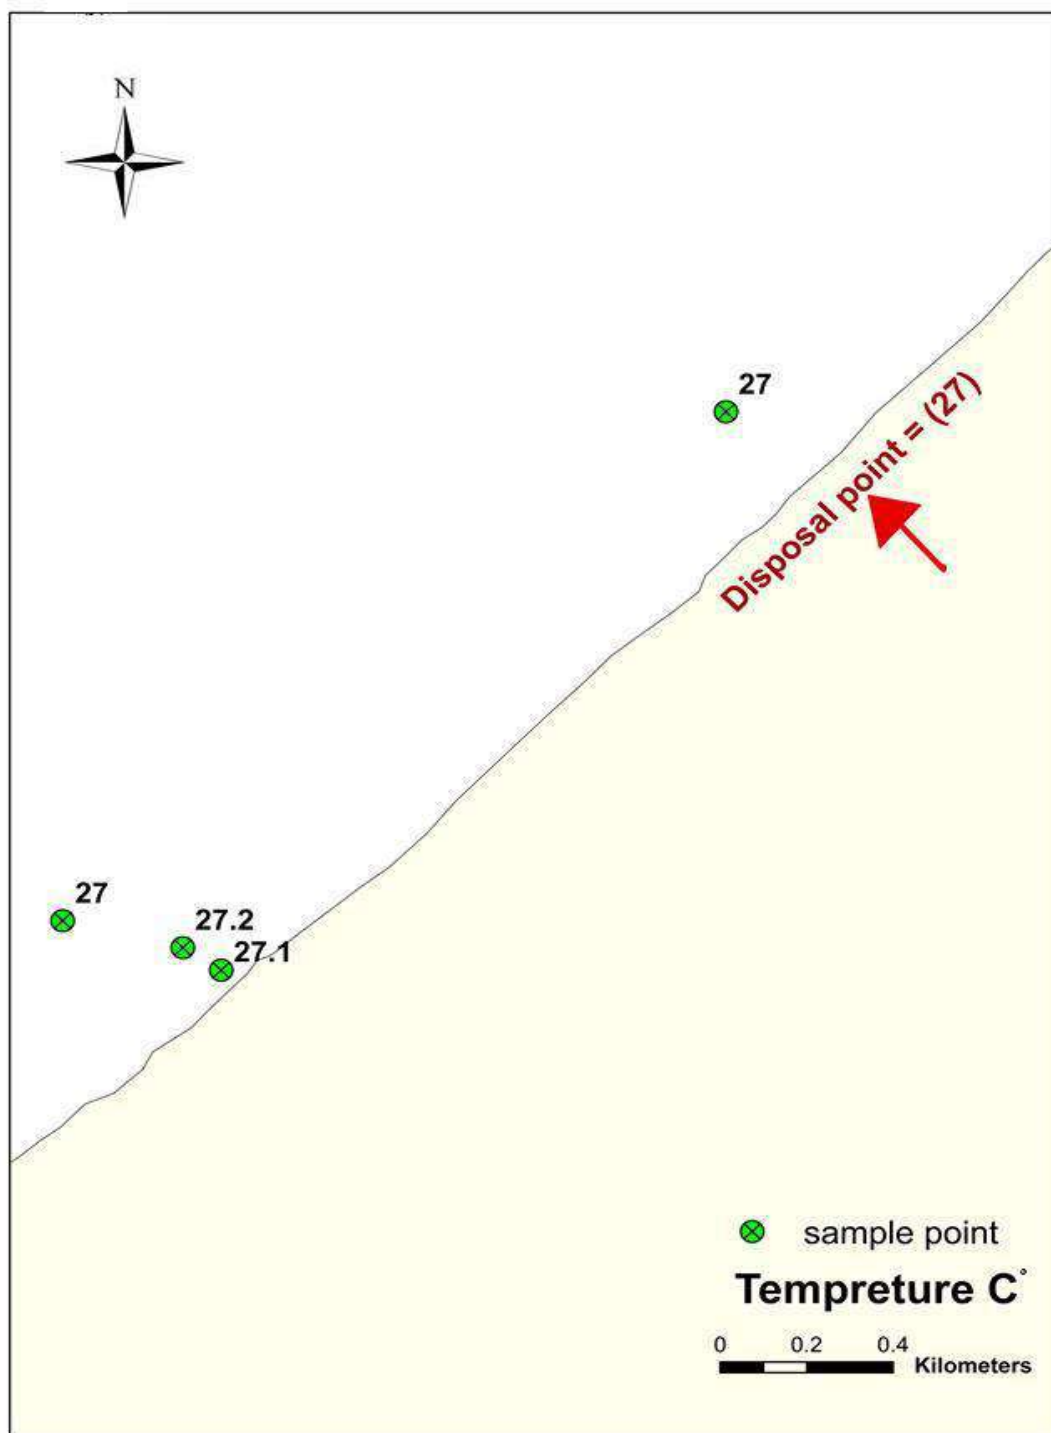 N
27
Disposal point = (27)
27
27.2
27.1
sample point
Tempreture C°
0 0.2 0.4
Kilometers